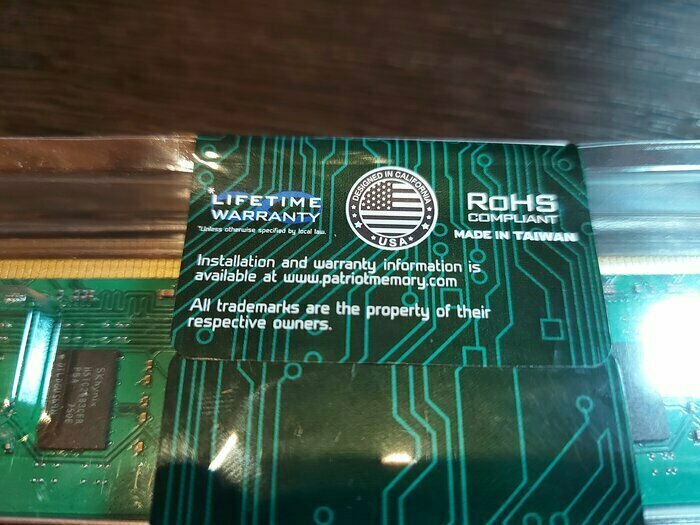 *LIFETIME
WARRANTY
*Unless otherwise specified by local law.
DESIGNED IN CALIFORNIA
USA
RoHS
COMPLIANT
MADE IN TAIWAN
Installation and warranty information is
available at www.patriotmemory.com
All trademarks are the property of their
respective owners.
SKhynix